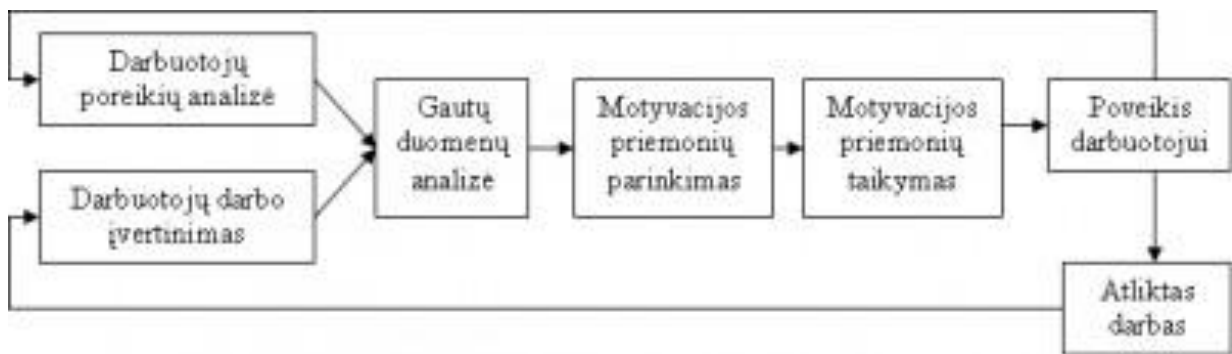 Darbuotojų
poreikių analizė
Darbuotojų darbo
įvertinimas
Gautų
duomenų
analizė
Motyvacijos
priemonių
parinkimas
Motyvacijos
priemonių
taikymas
Poveikis
darbuotojui
Atliktas
darbas